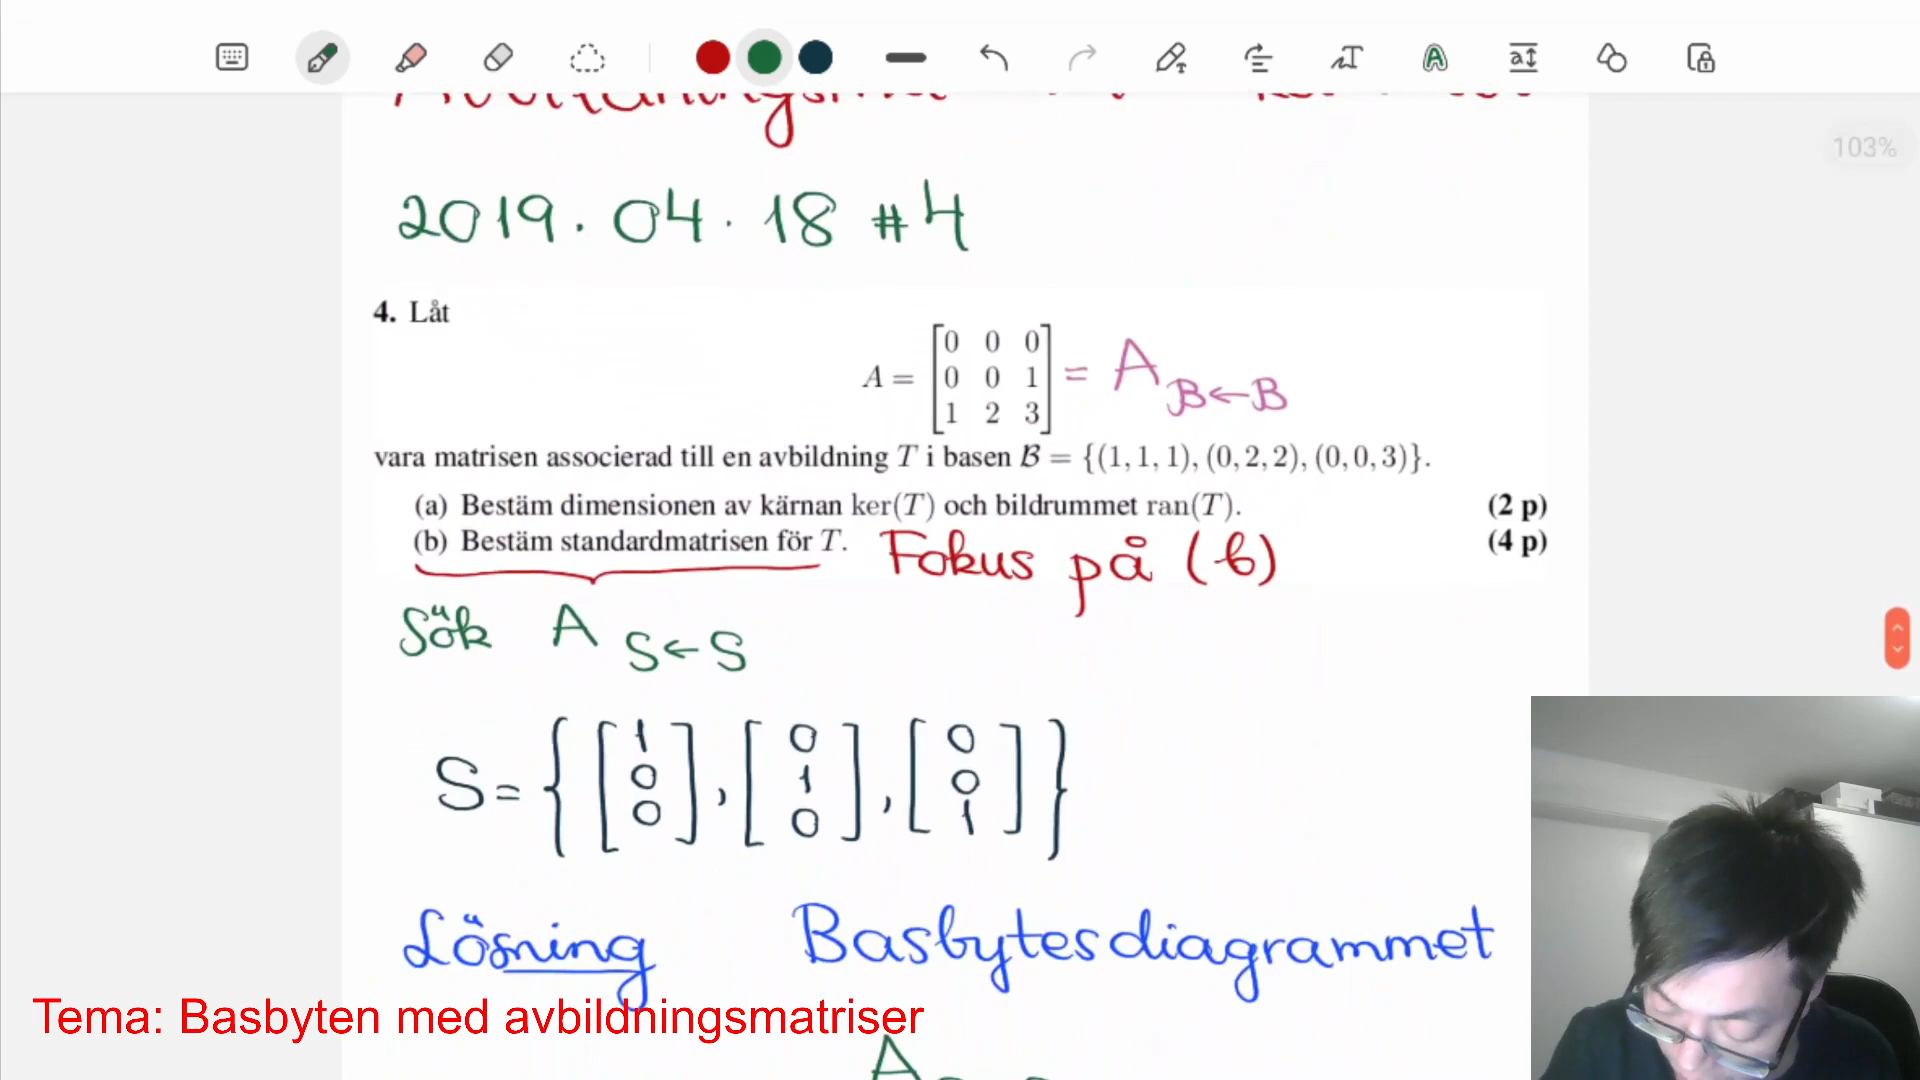 103%
2019.04.18 #4
4. Låt
A = [0 0 0
0 0 1
1 2 3] = A B←B
vara matrisen associerad till en avbildning T i basen B = {(1, 1, 1), (0, 2, 2), (0, 0, 3)}.
(a) Bestäm dimensionen av kärnan ker(T) och bildrummet ran(T). (2 p)
(b) Bestäm standardmatrisen för T. (4 p)
Fokus på (b)
Sök A S←S
S = { [1 0 0], [0 1 0], [0 0 1] }
Lösning Basbytesdiagrammet
Tema: Basbyten med avbildningsmatriser
A